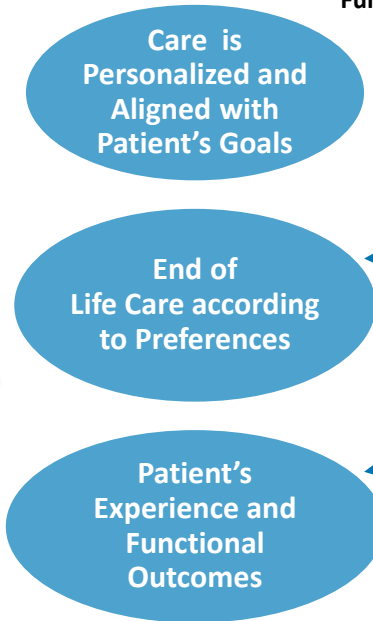 Care is
Personalized and
Aligned with
Patient's Goals
End of
Life Care according
to Preferences
Patient's
Experience and
Functional
Outcomes